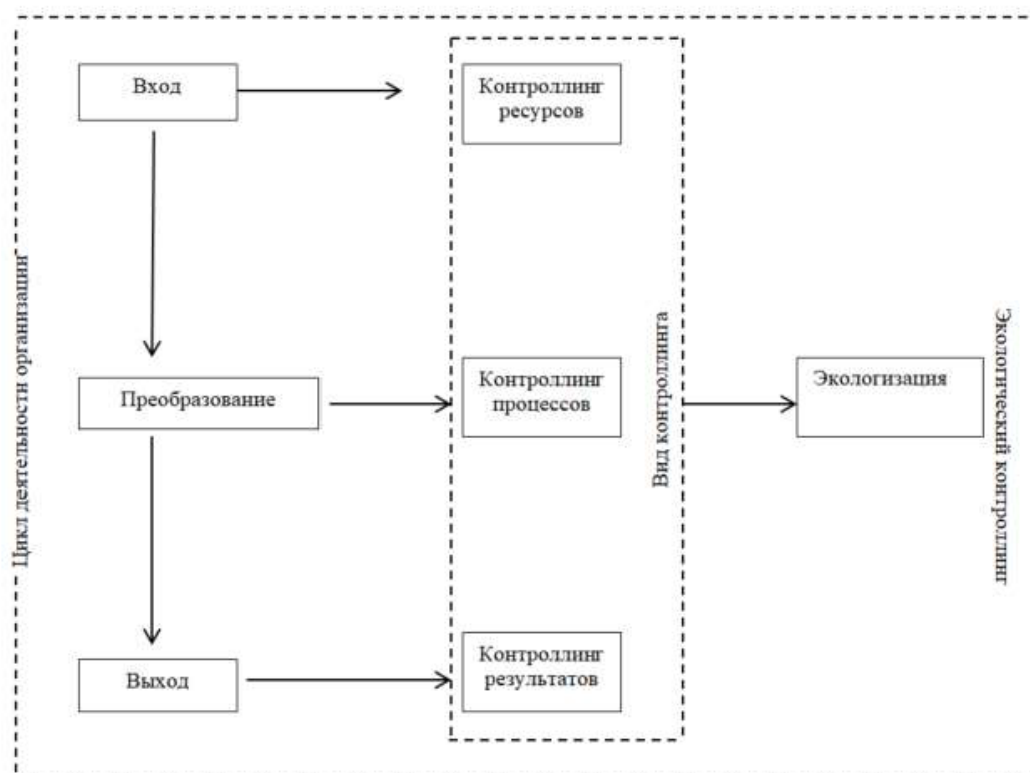 Вход
Контроллинг
ресурсов
Цикл деятельности организации
Преобразование
Контроллинг
процессов
Вид контроллинга
Экологизация
Экологический контроллинг
Выход
Контроллинг
результатов